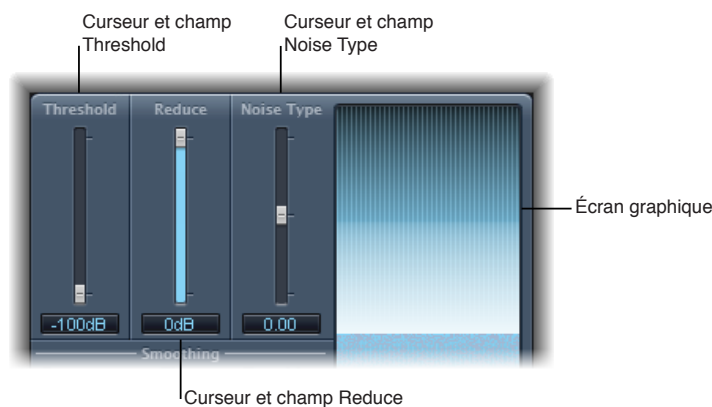 Curseur et champ
Threshold
Curseur et champ
Noise Type
Threshold
Reduce
Noise Type
Écran graphique
-100dB
0dB
0.00
Smoothing
Curseur et champ Reduce